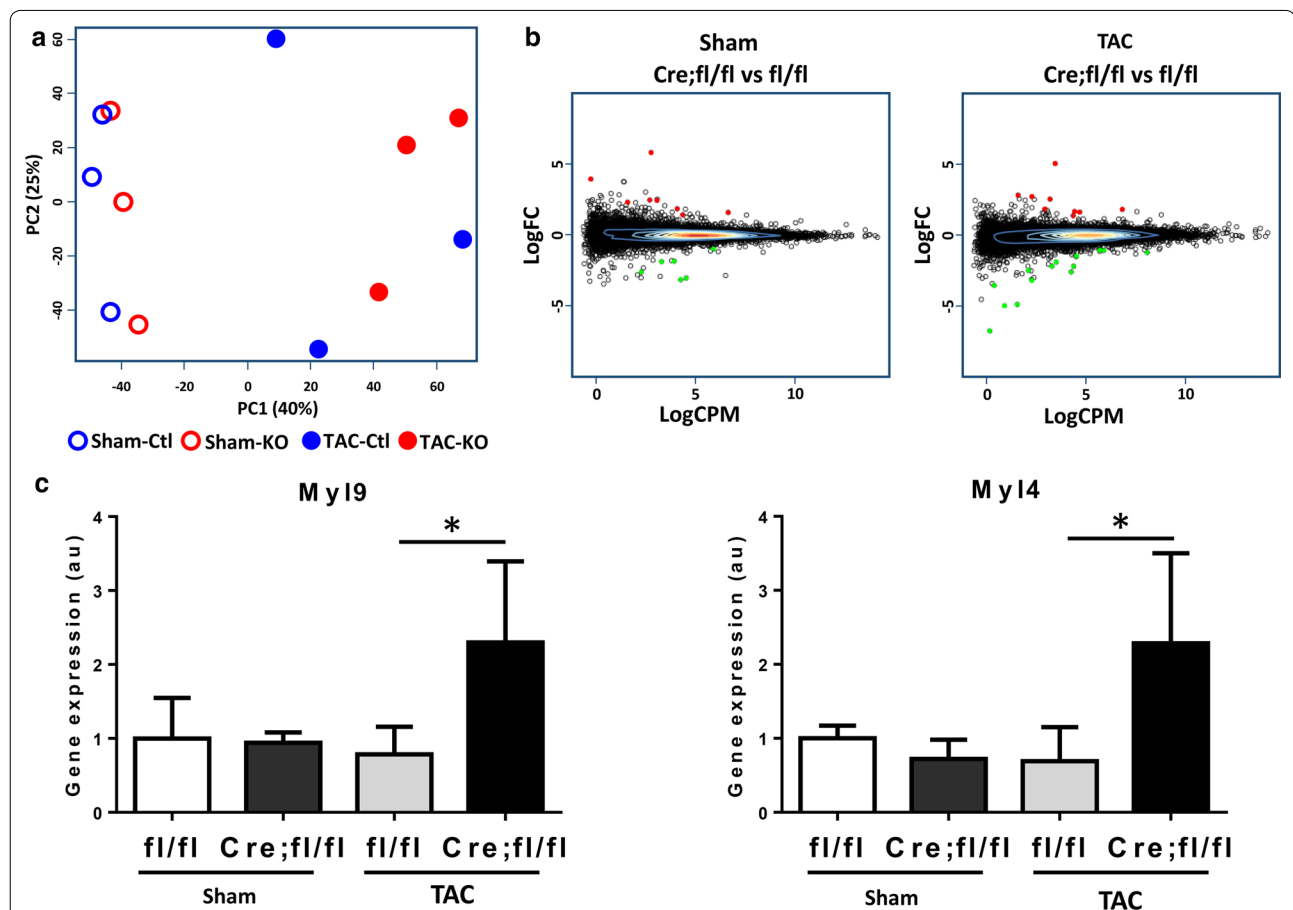 a
60
40
20
0
-20
-40
PC2 (25%)
-40 -20 0 20 40 60
PC1 (40%)
Sham-Ctl Sham-KO TAC-Ctl TAC-KO
b
Sham
Cre;fl/fl vs fl/fl
5
0
-5
LogFC
0 5 10
LogCPM
TAC
Cre;fl/fl vs fl/fl
5
0
-5
LogFC
0 5 10
LogCPM
c
Myl9
4
3
2
1
0
Gene expression (au)
*
fl/fl Cre;fl/fl fl/fl Cre;fl/fl
Sham TAC
Myl4
4
3
2
1
0
Gene expression (au)
*
fl/fl Cre;fl/fl fl/fl Cre;fl/fl
Sham TAC